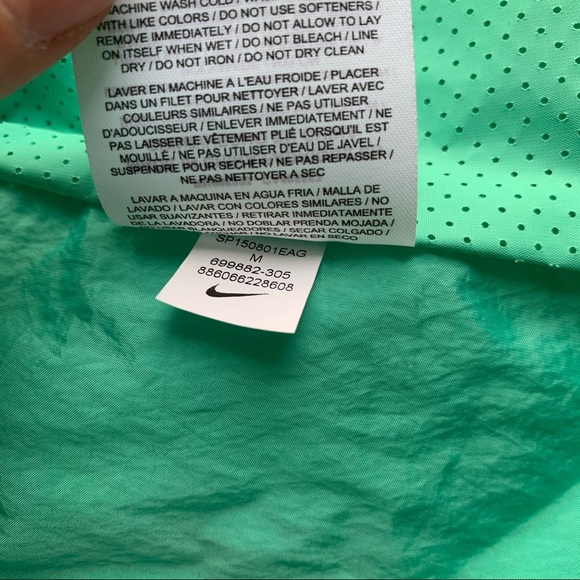 MACHINE WASH COLD /
WITH LIKE COLORS / DO NOT USE SOFTENERS /
REMOVE IMMEDIATELY / DO NOT ALLOW TO LAY
ON ITSELF WHEN WET / DO NOT BLEACH / LINE
DRY / DO NOT IRON / DO NOT DRY CLEAN
LAVER EN MACHINE A L'EAU FROIDE / PLACER
DANS UN FILET POUR NETTOYER / LAVER AVEC
COULEURS SIMILAIRES / NE PAS UTILISER
D'ADOUCISSEUR / ENLEVER IMMEDIATEMENT / NE
PAS LAISSER LE VÊTEMENT PLIÉ LORSQU'IL EST
MOUILLÉ / NE PAS UTILISER D'EAU DE JAVEL /
SUSPENDRE POUR SECHER / NE PAS REPASSER /
NE PAS NETTOYER A SEC
LAVAR A MAQUINA EN AGUA FRIA / MALLA DE
LAVADO / LAVAR CON COLORES SIMILARES / NO
USAR SUAVIZANTES / RETIRAR INMEDIATAMENTE
DE LA LAVADORA / NO DOBLAR PRENDA MOJADA /
BLANQUEADORES / SECAR COLGADO /
LAVAR EN SECO
SP150801EAG
M
699882-305
886066228608